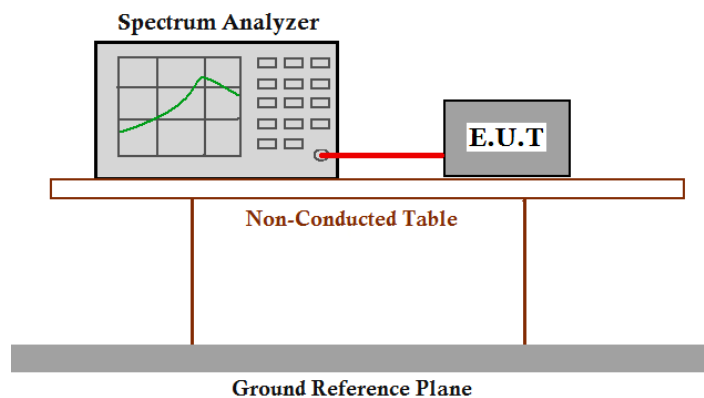 Spectrum Analyzer
E.U.T
Non-Conducted Table
Ground Reference Plane